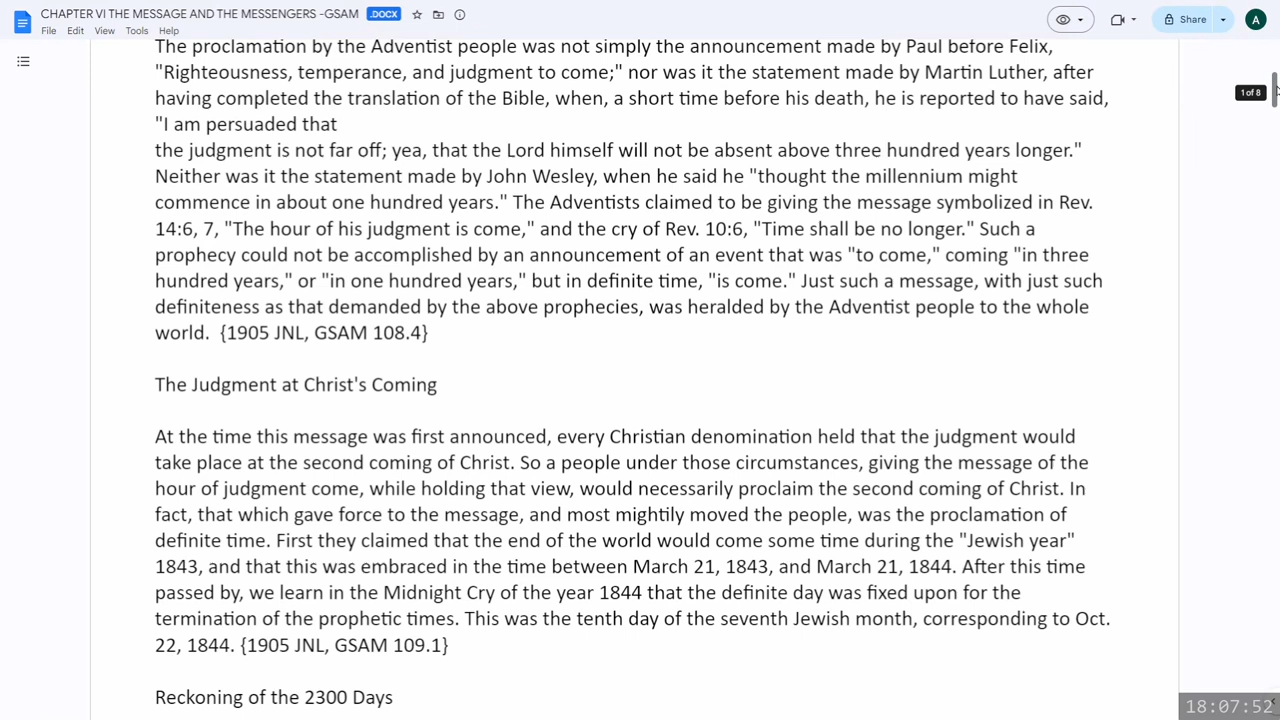 CHAPTER VI THE MESSAGE AND THE MESSENGERS -GSAM .DOCX
File Edit View Tools Help
Share
A
The proclamation by the Adventist people was not simply the announcement made by Paul before Felix,
"Righteousness, temperance, and judgment to come;" nor was it the statement made by Martin Luther, after
1 of 8
having completed the translation of the Bible, when, a short time before his death, he is reported to have said,
"I am persuaded that
the judgment is not far off; yea, that the Lord himself will not be absent above three hundred years longer."
Neither was it the statement made by John Wesley, when he said he "thought the millennium might
commence in about one hundred years." The Adventists claimed to be giving the message symbolized in Rev.
14:6, 7, "The hour of his judgment is come," and the cry of Rev. 10:6, "Time shall be no longer." Such a
prophecy could not be accomplished by an announcement of an event that was "to come," coming "in three
hundred years," or "in one hundred years," but in definite time, "is come." Just such a message, with just such
definiteness as that demanded by the above prophecies, was heralded by the Adventist people to the whole
world.  {1905 JNL, GSAM 108.4}
The Judgment at Christ's Coming
At the time this message was first announced, every Christian denomination held that the judgment would
take place at the second coming of Christ. So a people under those circumstances, giving the message of the
hour of judgment come, while holding that view, would necessarily proclaim the second coming of Christ. In
fact, that which gave force to the message, and most mightily moved the people, was the proclamation of
definite time. First they claimed that the end of the world would come some time during the "Jewish year"
1843, and that this was embraced in the time between March 21, 1843, and March 21, 1844. After this time
passed by, we learn in the Midnight Cry of the year 1844 that the definite day was fixed upon for the
termination of the prophetic times. This was the tenth day of the seventh Jewish month, corresponding to Oct.
22, 1844. {1905 JNL, GSAM 109.1}
Reckoning of the 2300 Days
18:07:52